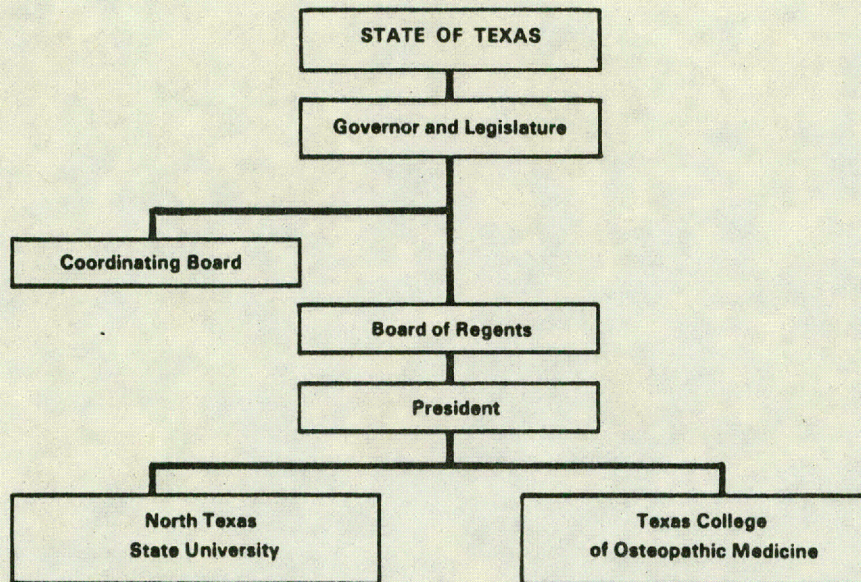 STATE OF TEXAS
Governor and Legislature
Coordinating Board
Board of Regents
President
North Texas
State University
Texas College
of Osteopathic Medicine